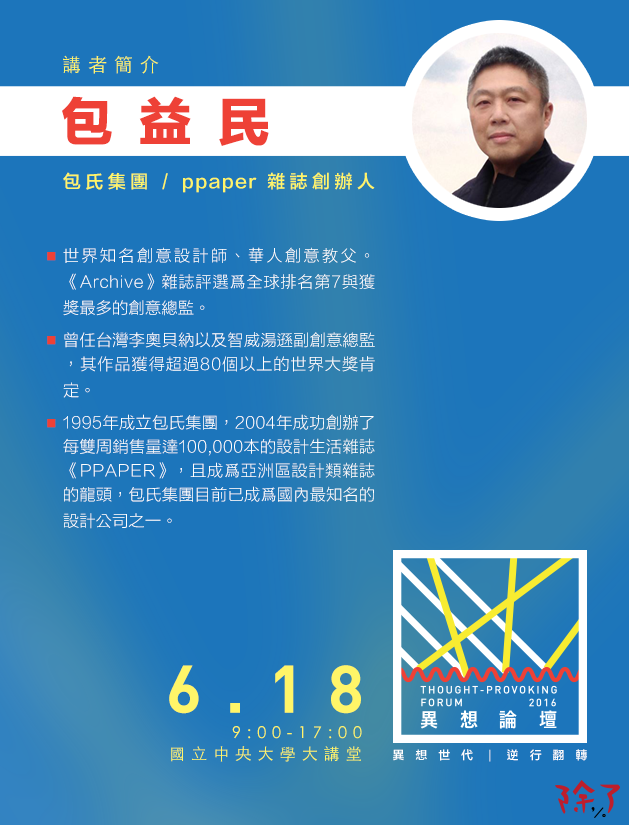 講者簡介
包益民
包氏集團 / ppaper 雜誌創辦人
世界知名創意設計師、華人創意教父。
《Archive》雜誌評選爲全球排名第7與獲
獎最多的創意總監。
曾任台灣李奧貝納以及智威湯遜副創意總監
，其作品獲得超過80個以上的世界大獎肯
定。
1995年成立包氏集團，2004年成功創辦了
每雙周銷售量達100,000本的設計生活雜誌
《PPAPER》，且成爲亞洲區設計類雜誌
的龍頭，包氏集團目前已成爲國內最知名的
設計公司之一。
6.18
9:00-17:00
國立中央大學大講堂
THOUGHT-PROVOKING
FORUM 2016
異想論壇
異想世代 | 逆行翻轉
除了